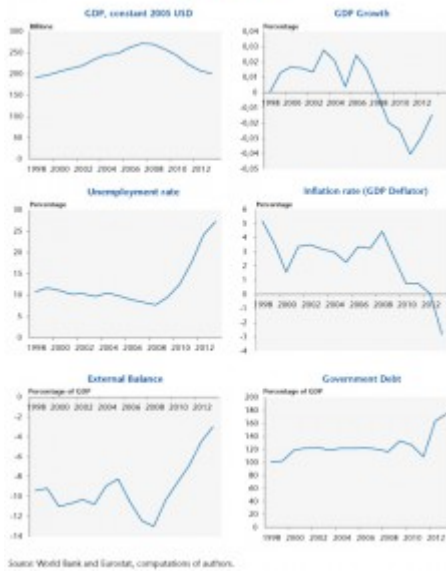 GDP, constant 2005 USD
Billions
300
250
200
150
100
50
0
1998 2000 2002 2004 2006 2008 2010 2012
GDP Growth
Percentage
0,04
0,03
0,02
0,01
0
-0,01
-0,02
-0,03
-0,04
-0,05
1998 2000 2002 2004 2006 2008 2010 2012
Unemployment rate
Percentage
30
25
20
15
10
5
0
1998 2000 2002 2004 2006 2008 2010 2012
Inflation rate (GDP Deflator)
Percentage
6
5
4
3
2
1
0
-1
-2
-3
-4
1998 2000 2002 2004 2006 2008 2010 2012
External Balance
Percentage of GDP
0
-2
-4
-6
-8
-10
-12
-14
1998 2000 2002 2004 2006 2008 2010 2012
Government Debt
Percentage of GDP
200
180
160
140
120
100
80
60
40
20
0
1998 2000 2002 2004 2006 2008 2010 2012
Source: World Bank and Eurostat, computations of authors.